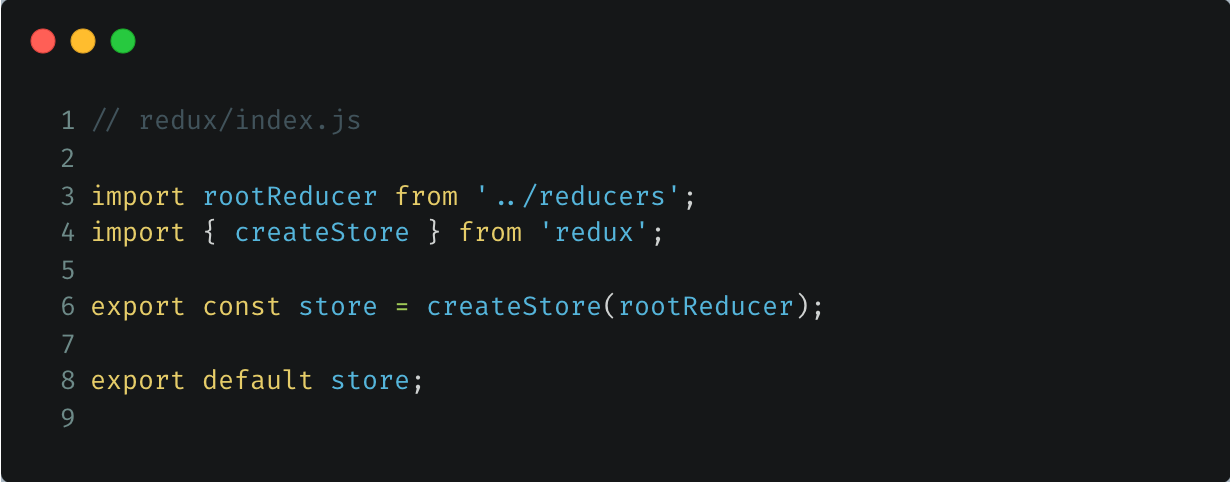 1 // redux/index.js
2
3 import rootReducer from '../reducers';
4 import { createStore } from 'redux';
5
6 export const store = createStore(rootReducer);
7
8 export default store;
9